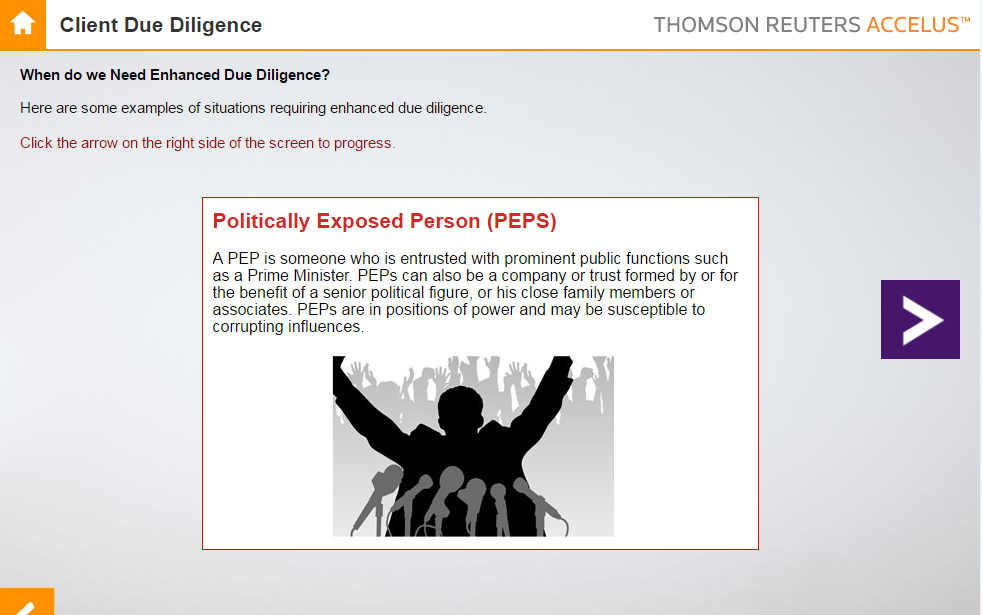 Client Due Diligence
THOMSON REUTERS ACCELUS™
When do we Need Enhanced Due Diligence?
Here are some examples of situations requiring enhanced due diligence.
Click the arrow on the right side of the screen to progress.
Politically Exposed Person (PEPS)
A PEP is someone who is entrusted with prominent public functions such
as a Prime Minister. PEPs can also be a company or trust formed by or for
the benefit of a senior political figure, or his close family members or
associates. PEPs are in positions of power and may be susceptible to
corrupting influences.